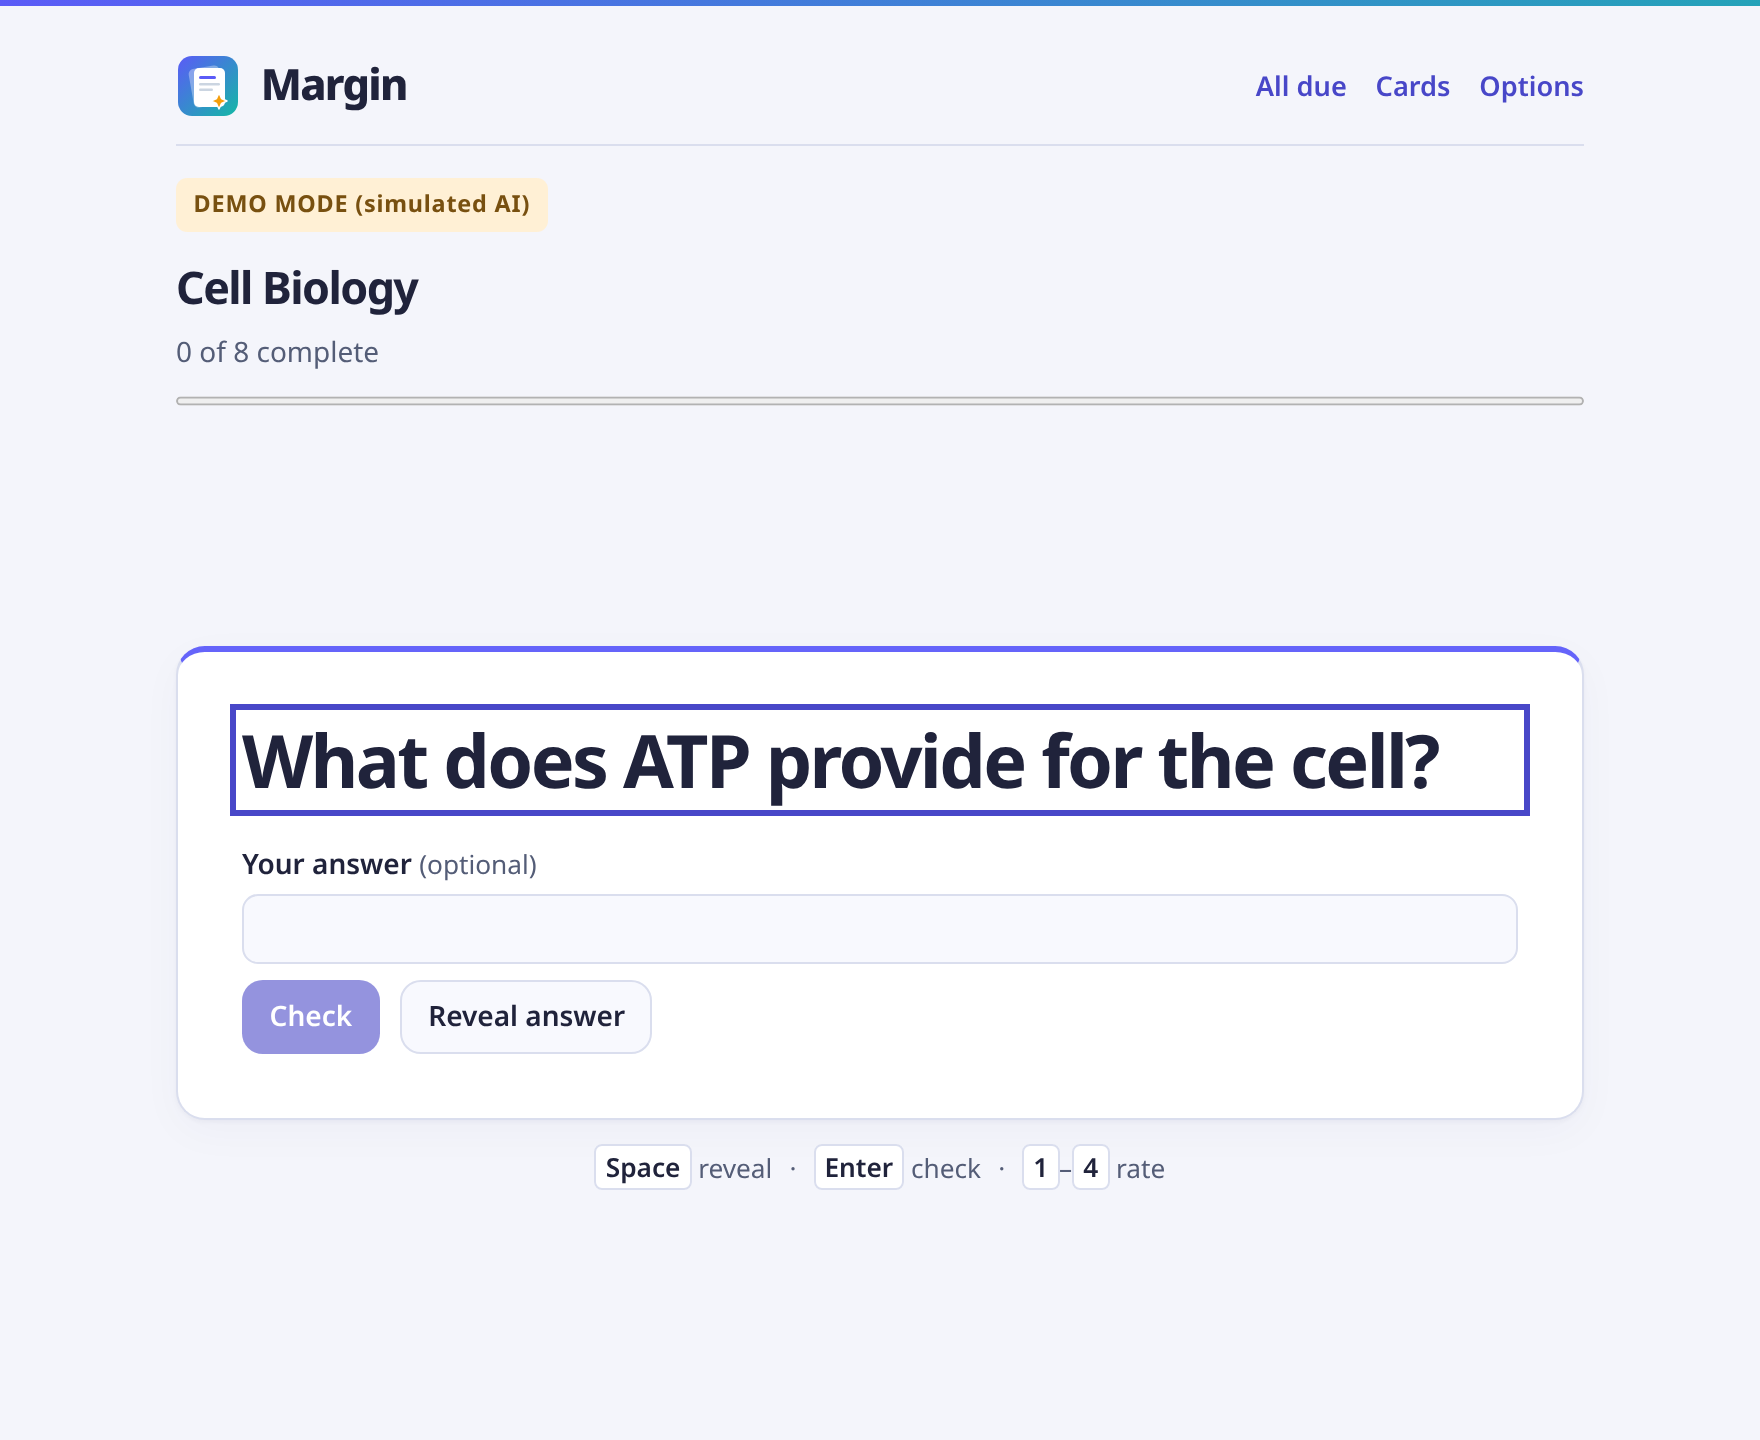 Margin
All due Cards Options
DEMO MODE (simulated AI)
Cell Biology
0 of 8 complete
What does ATP provide for the cell?
Your answer (optional)
Check Reveal answer
Space reveal · Enter check · 1–4 rate